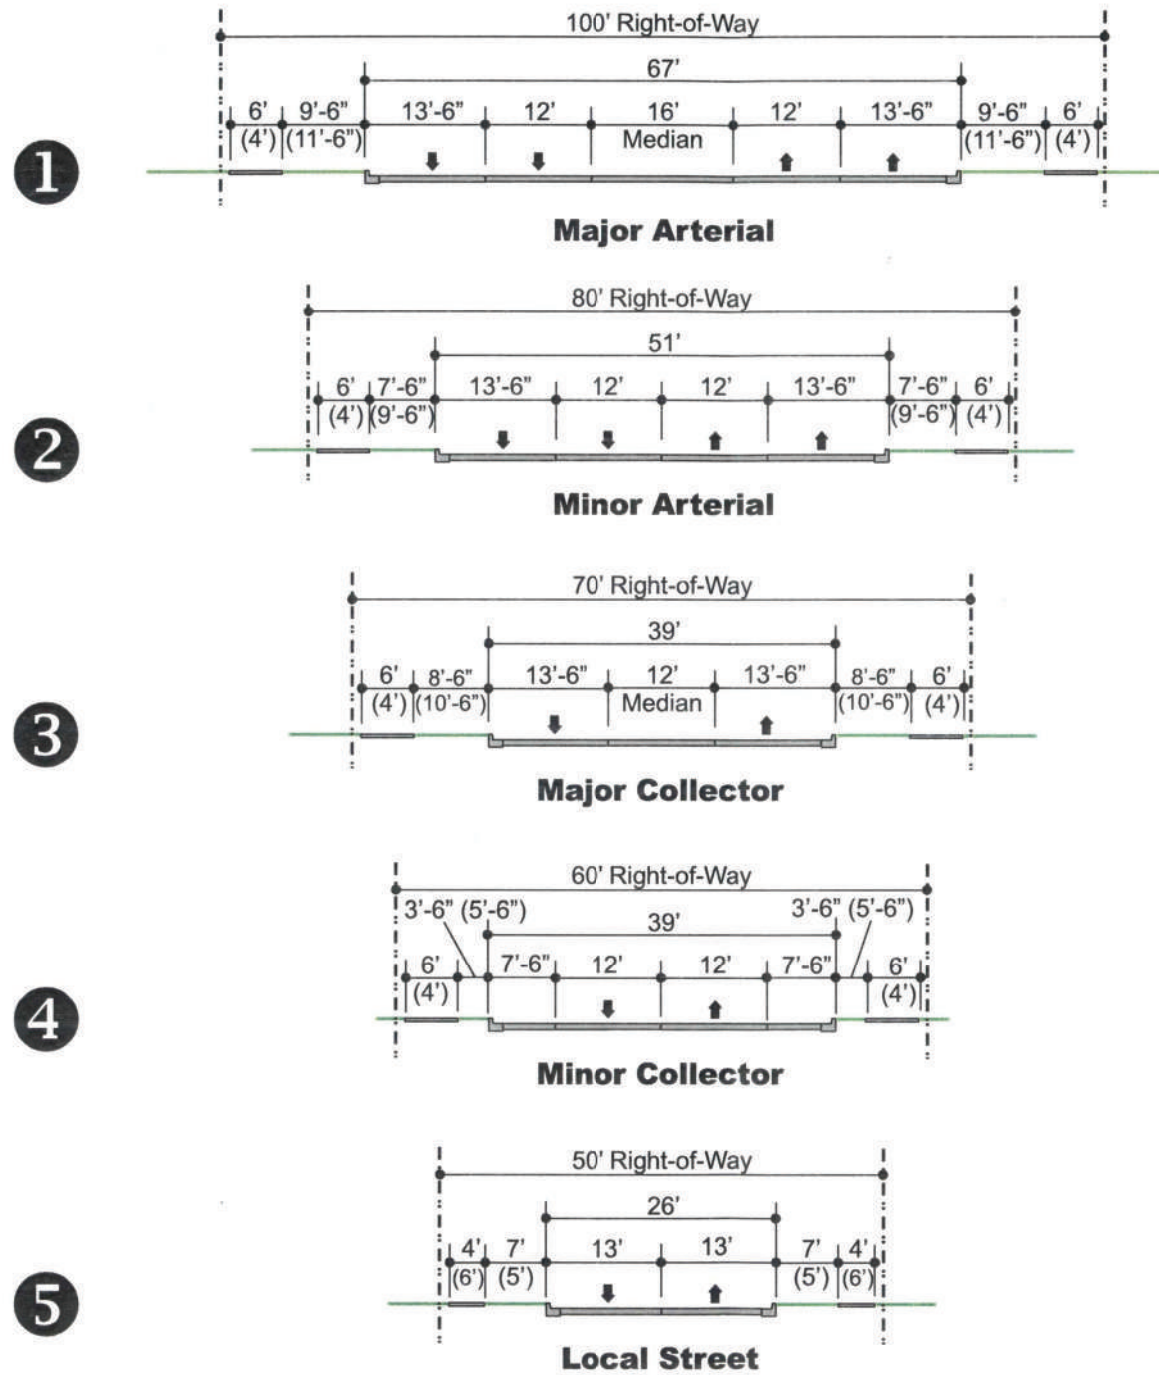 100' Right-of-Way
67'
6' 9'-6" 13'-6" 12' 16' 12' 13'-6" 9'-6" 6'
(4') (11'-6") Median (11'-6") (4')
1
Major Arterial
80' Right-of-Way
51'
6' 7'-6" 13'-6" 12' 12' 13'-6" 7'-6" 6'
(4') (9'-6") (9'-6") (4')
2
Minor Arterial
70' Right-of-Way
39'
6' 8'-6" 13'-6" 12' 13'-6" 8'-6" 6'
(4') (10'-6") Median (10'-6") (4')
3
Major Collector
60' Right-of-Way
3'-6" (5'-6") 39' 3'-6" (5'-6")
6' 7'-6" 12' 12' 7'-6" 6'
(4') (4')
4
Minor Collector
50' Right-of-Way
26'
4' 7' 13' 13' 7' 4'
(6') (5') (5') (6')
5
Local Street